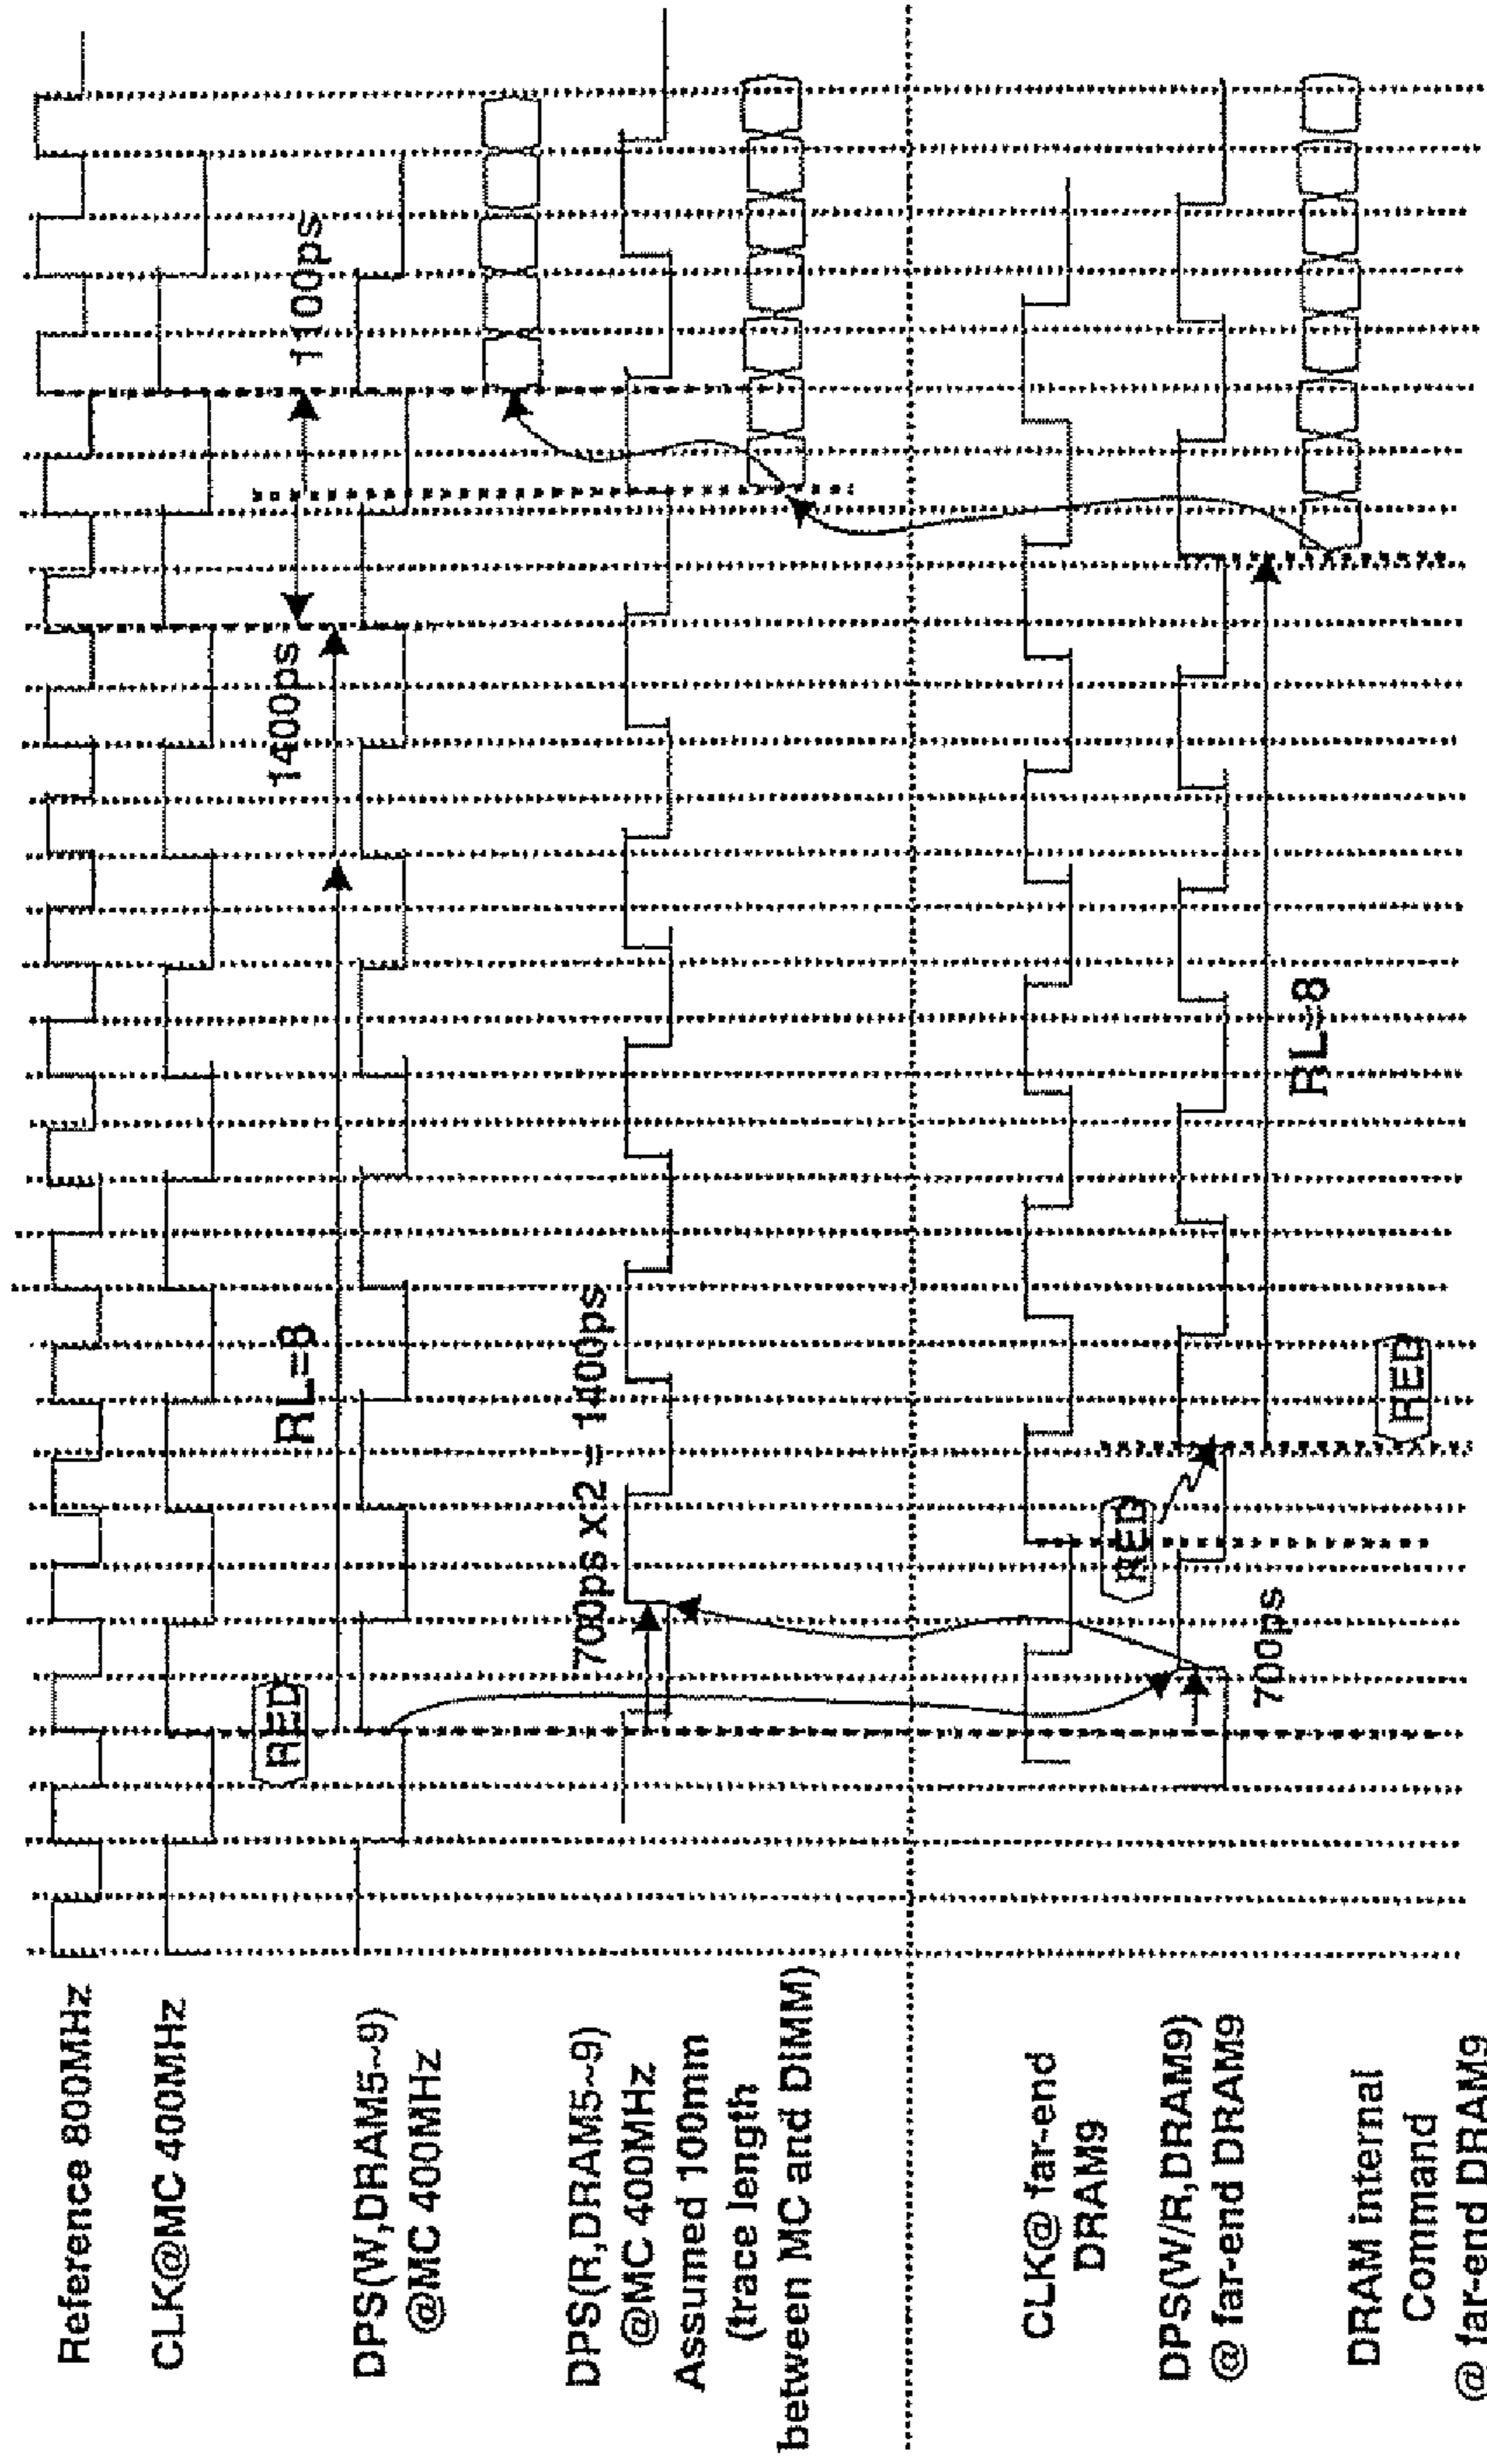 Reference 800MHz
CLK@MC 400MHz
RED
RL=8
1400ps
1100ps
DPS(W,DRAM5~9)
@MC 400MHz
DPS(R,DRAM5~9)
@MC 400MHz
Assumed 100mm
(trace length
between MC and DIMM)
700ps x2 = 1400ps
CLK@ far-end
DRAM9
RED
DPS(W/R,DRAM9)
@ far-end DRAM9
700ps
RL=8
DRAM internal
Command
@ far-end DRAM9
RED